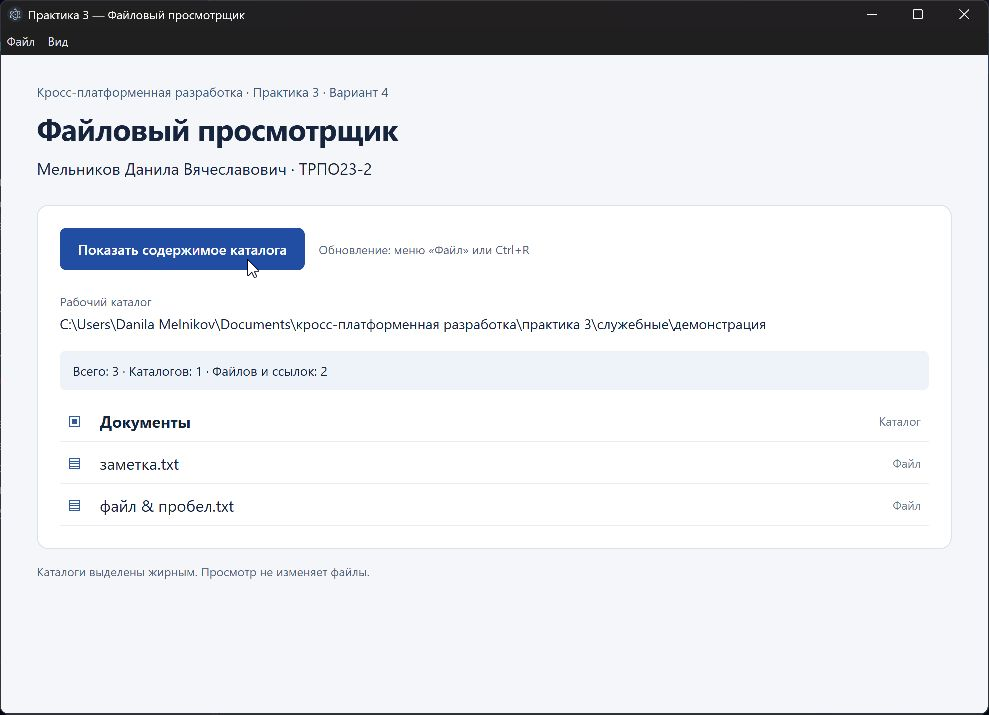 Практика 3 — Файловый просмотрщик
Файл Вид
Кросс-платформенная разработка · Практика 3 · Вариант 4
Файловый просмотрщик
Мельников Данила Вячеславович · ТРПО23-2
Показать содержимое каталога
Обновление: меню «Файл» или Ctrl+R
Рабочий каталог
C:\Users\Danila Melnikov\Documents\кросс-платформенная разработка\практика 3\служебные\демонстрация
Всего: 3 · Каталогов: 1 · Файлов и ссылок: 2
Документы Каталог
заметка.txt Файл
файл & пробел.txt Файл
Каталоги выделены жирным. Просмотр не изменяет файлы.